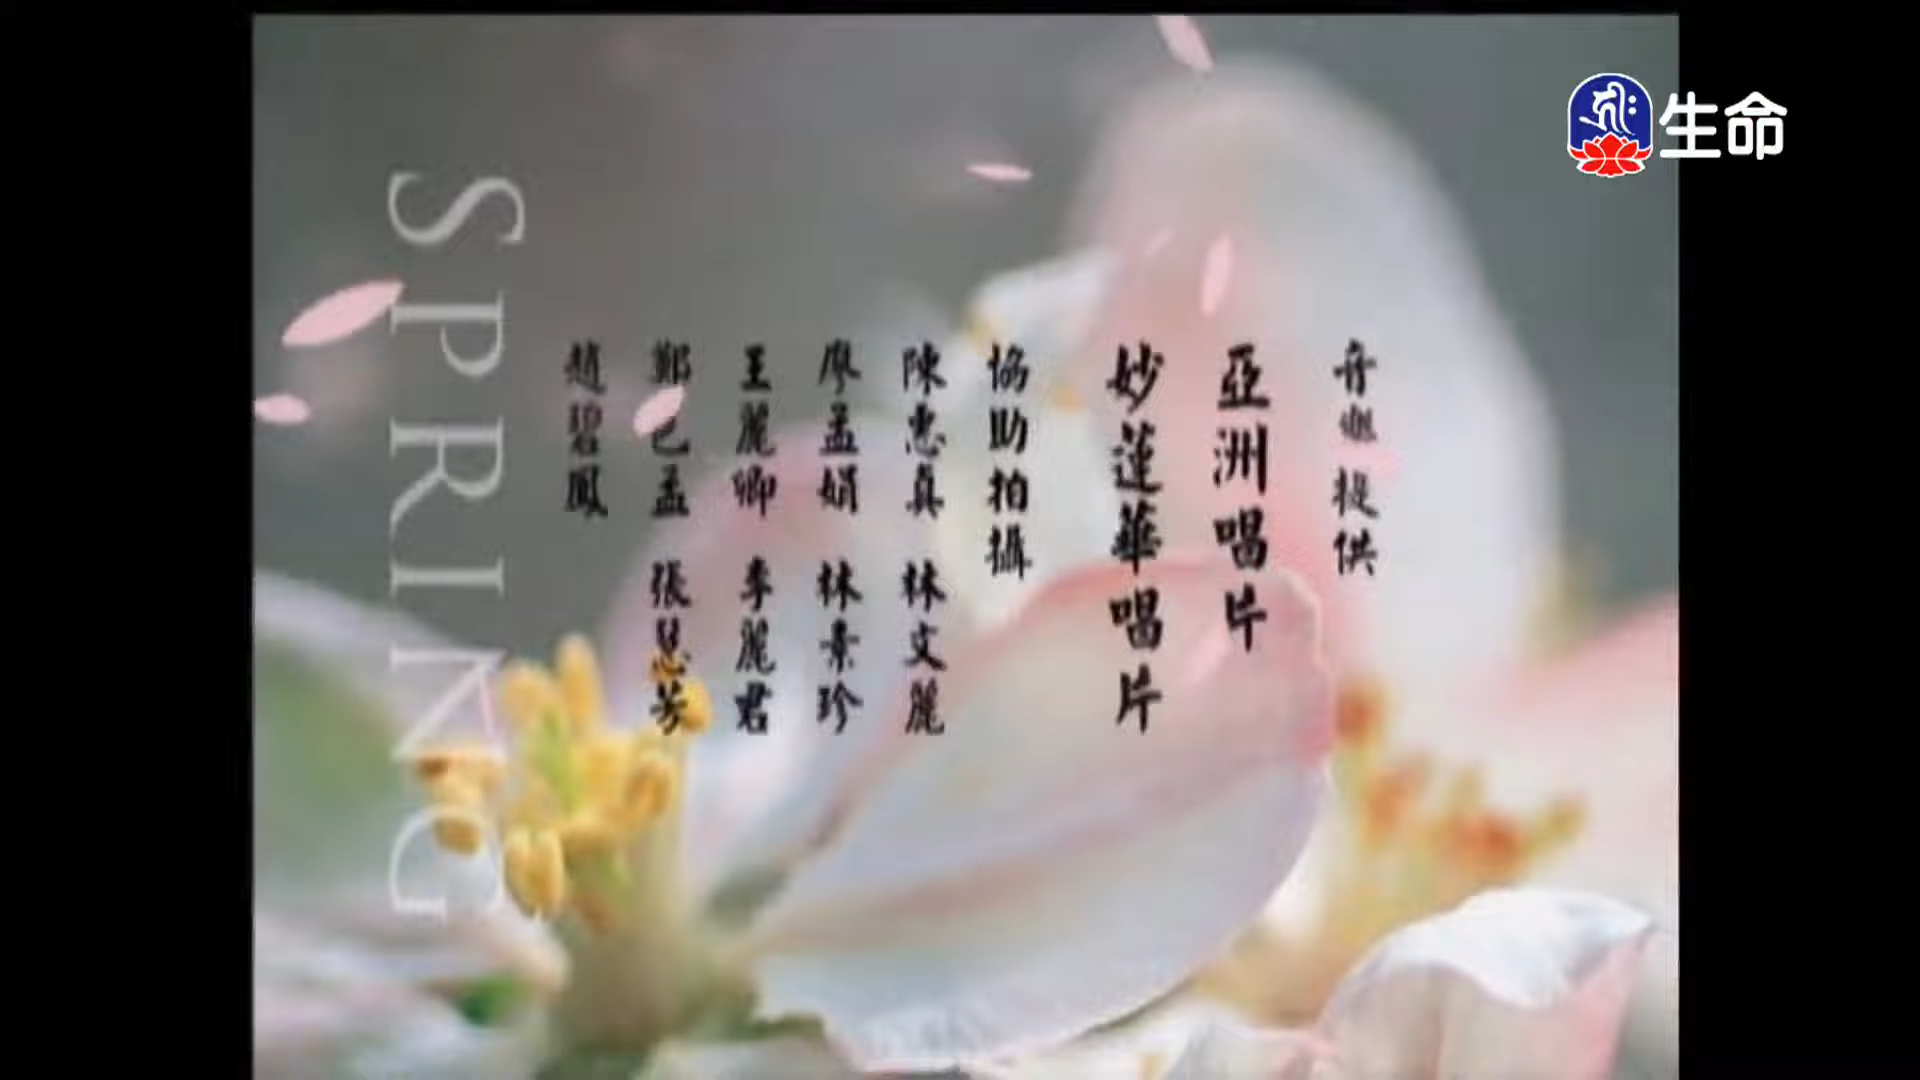 生命
音樂提供
亞洲唱片
妙蓮華唱片
協助拍攝
陳惠真 林文麗
廖孟娟 林素珍
王麗卿 李麗君
鄭已孟 張慧芳
趙碧鳳
SPRING